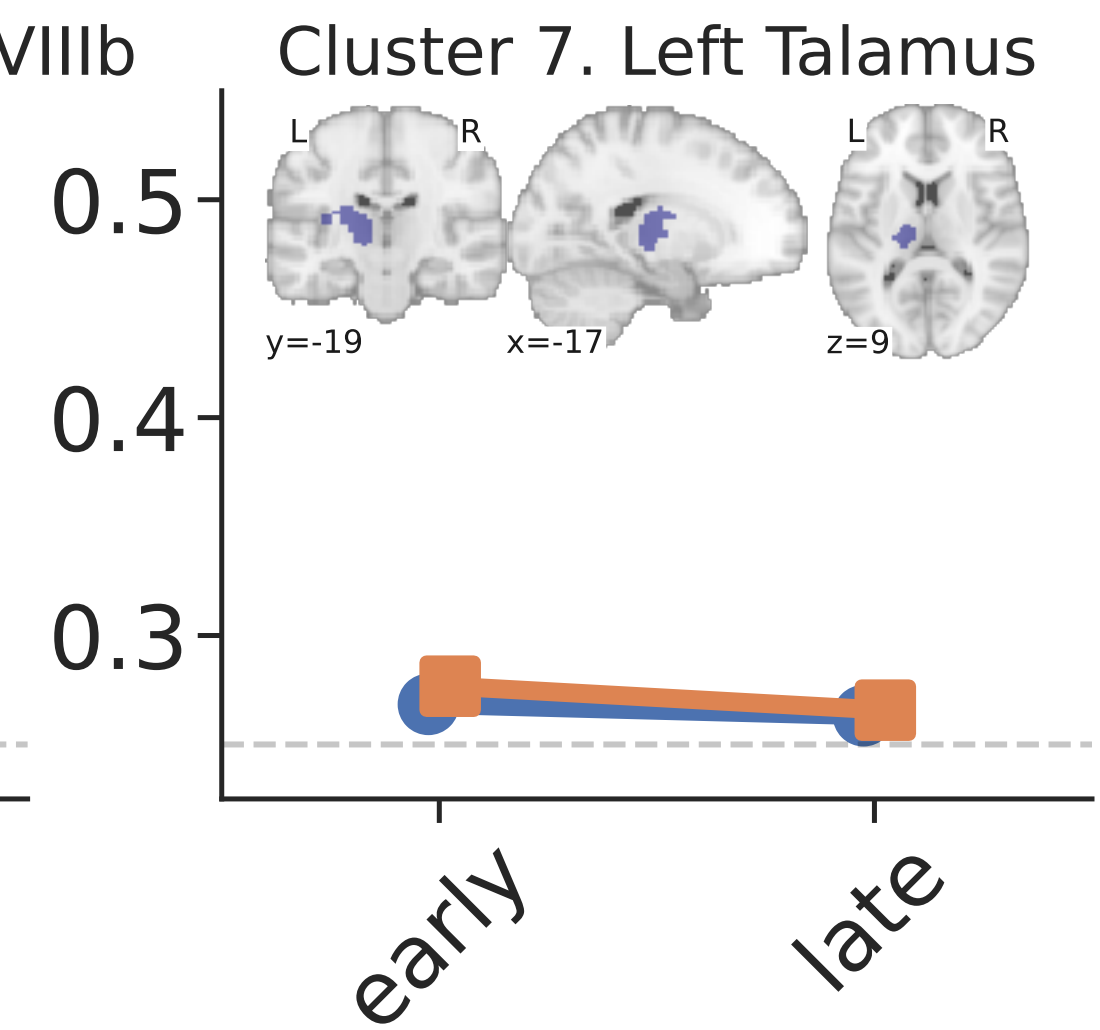 VIIIb
Cluster 7. Left Talamus
L R L R
0.5
y=-19 x=-17 z=9
0.4
0.3
early late